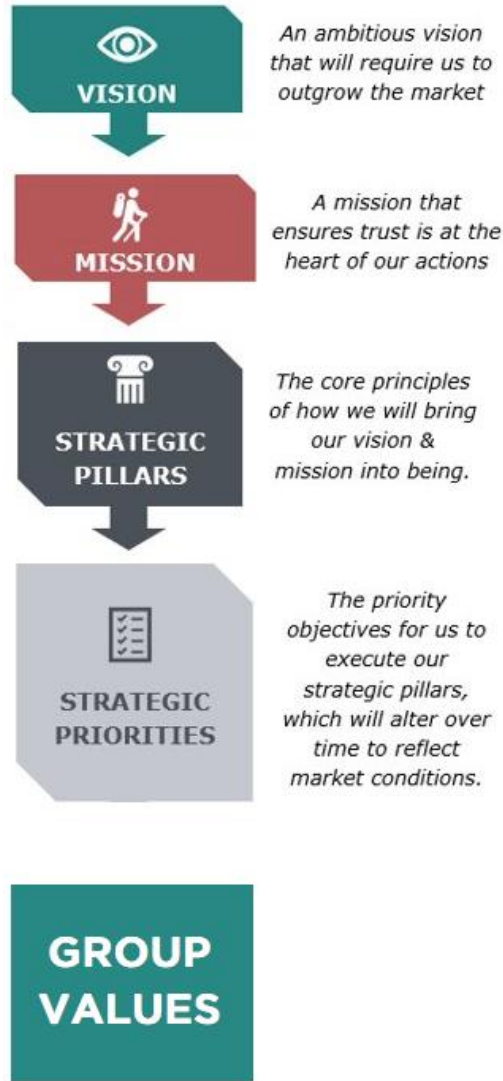 VISION
An ambitious vision
that will require us to
outgrow the market
MISSION
A mission that
ensures trust is at the
heart of our actions
STRATEGIC
PILLARS
The core principles
of how we will bring
our vision &
mission into being.
STRATEGIC
PRIORITIES
The priority
objectives for us to
execute our
strategic pillars,
which will alter over
time to reflect
market conditions.
GROUP
VALUES